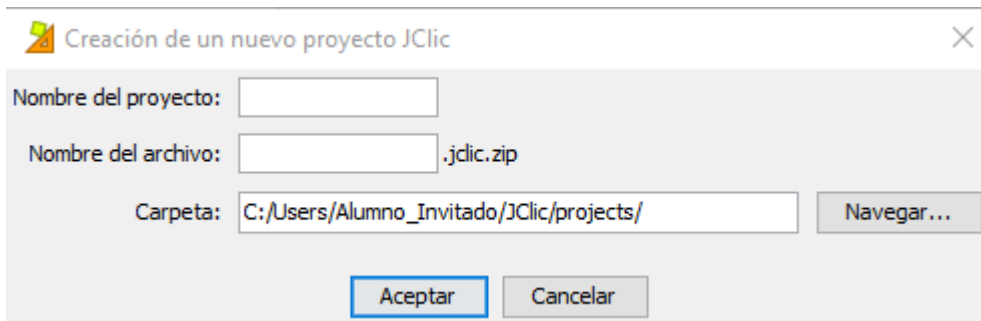 Creación de un nuevo proyecto JClic
Nombre del proyecto:
Nombre del archivo: .jclic.zip
Carpeta: C:/Users/Alumno_Invitado/JClic/projects/ Navegar...
Aceptar Cancelar